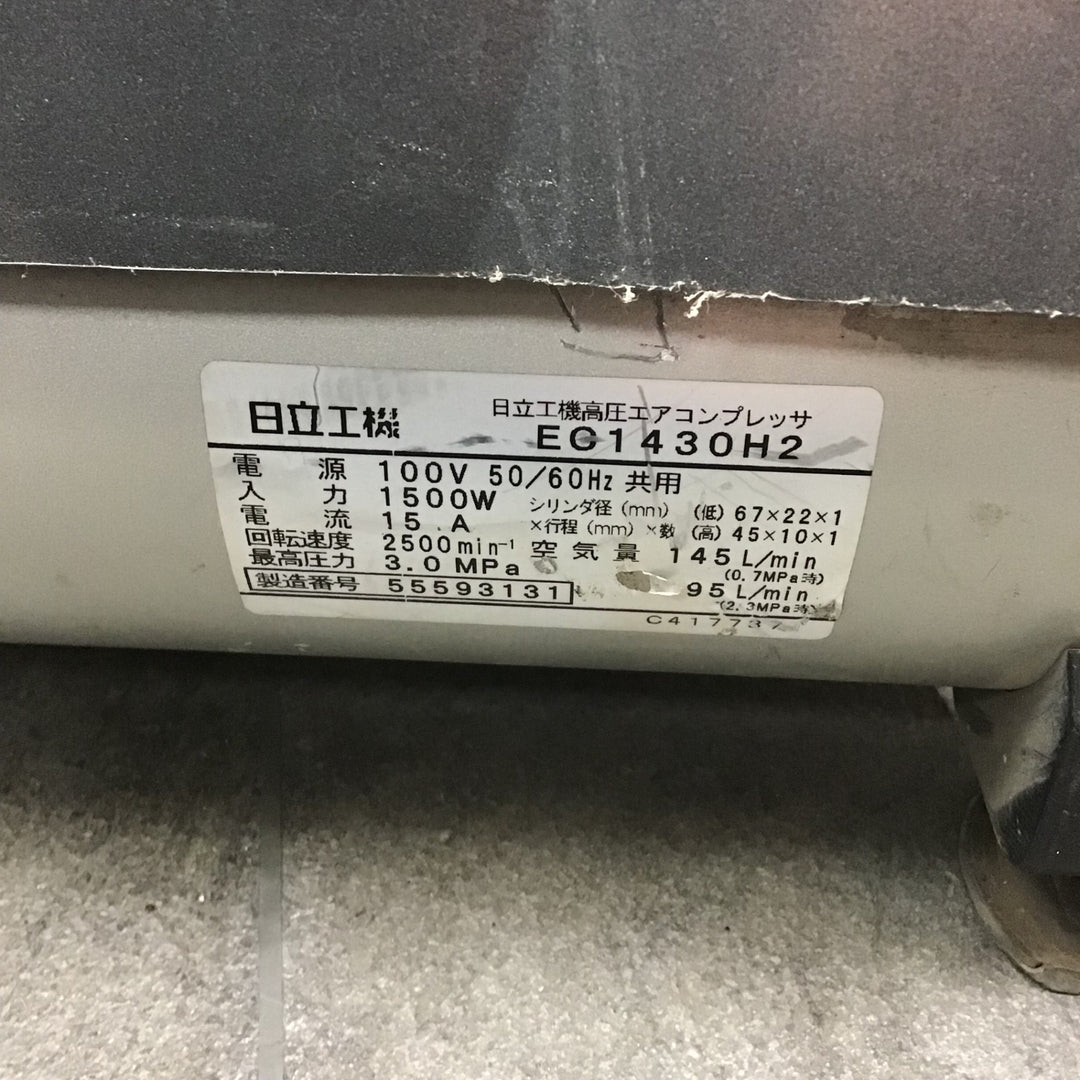 日立工機
日立工機高圧エアコンプレッサ
EC1430H2
電源 100V 50/60Hz 共用
入力 1500W
電流 15 A
回転速度 2500min⁻¹
最高圧力 3.0MPa
製造番号 55593131
シリンダ径(mm) (低) 67×22×1
×行程(mm)×数 (高) 45×10×1
空気量 145L/min
(0.7MPa時)
95L/min
(2.3MPa時)
C417737